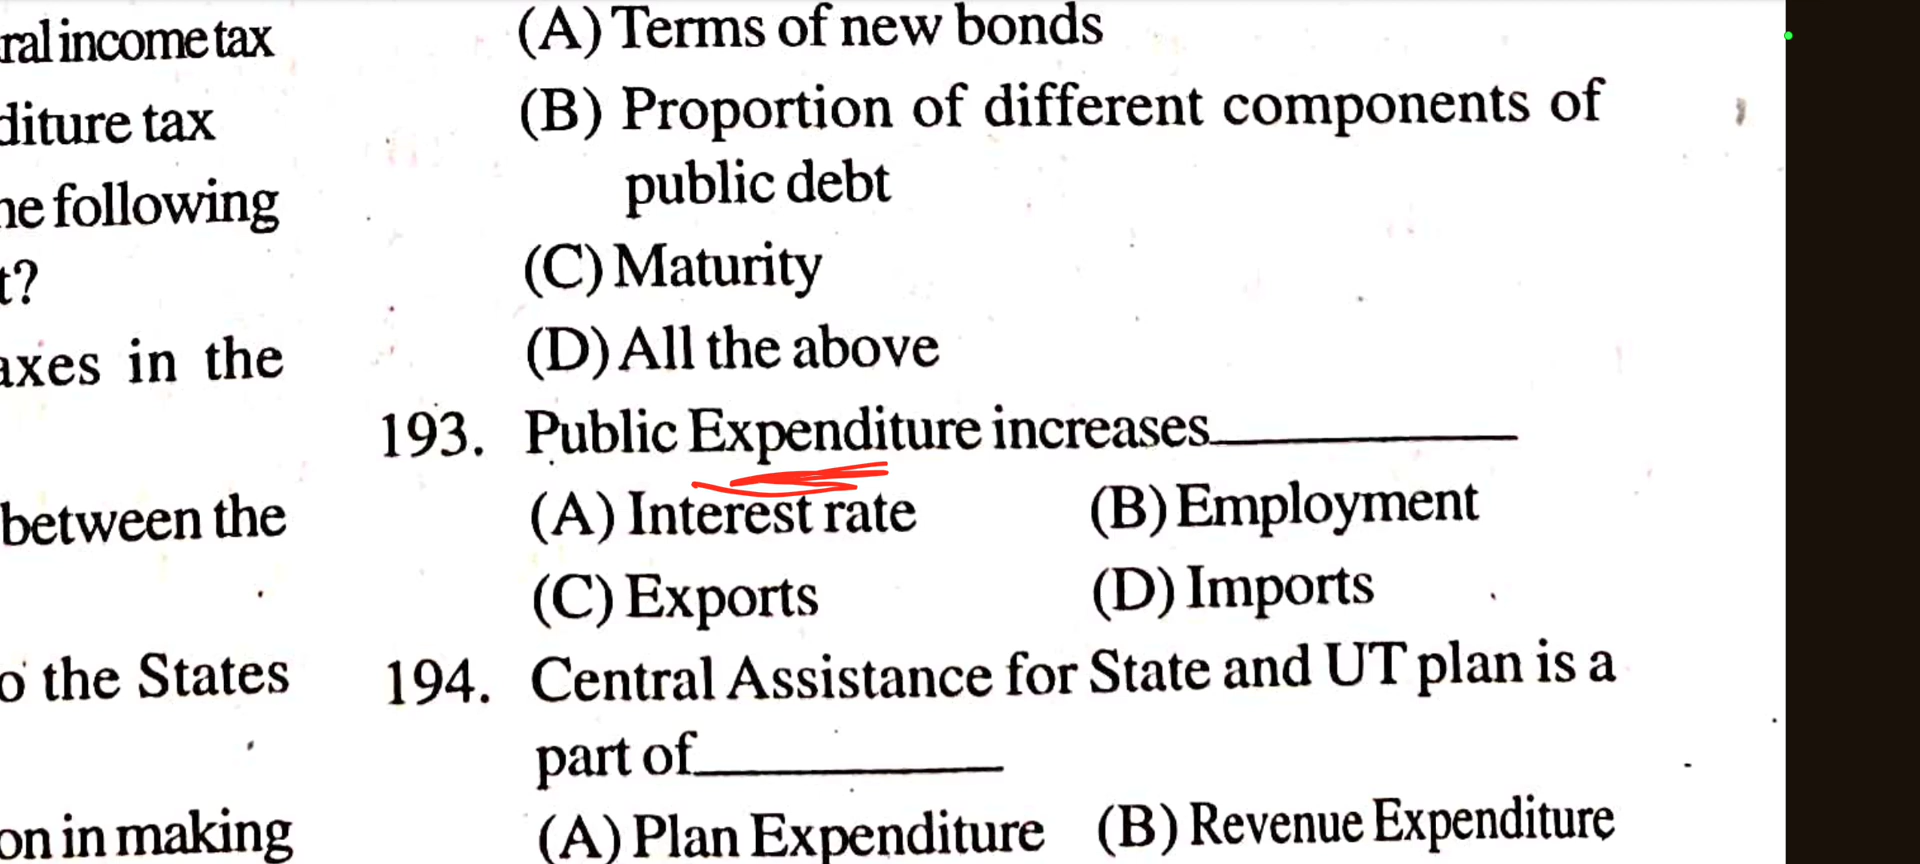 ral income tax
diture tax
he following
t?
axes in the
between the
o the States
on in making
(A) Terms of new bonds
(B) Proportion of different components of
public debt
(C) Maturity
(D) All the above
193. Public Expenditure increases
(A) Interest rate (B) Employment
(C) Exports (D) Imports
194. Central Assistance for State and UT plan is a
part of
(A) Plan Expenditure (B) Revenue Expenditure